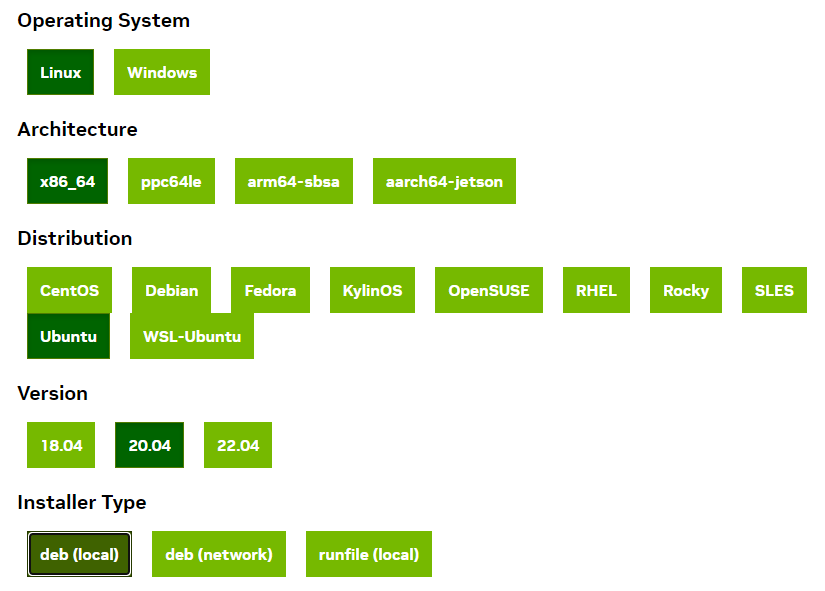 Operating System
Linux Windows
Architecture
x86_64 ppc64le arm64-sbsa aarch64-jetson
Distribution
CentOS Debian Fedora KylinOS OpenSUSE RHEL Rocky SLES
Ubuntu WSL-Ubuntu
Version
18.04 20.04 22.04
Installer Type
deb (local) deb (network) runfile (local)